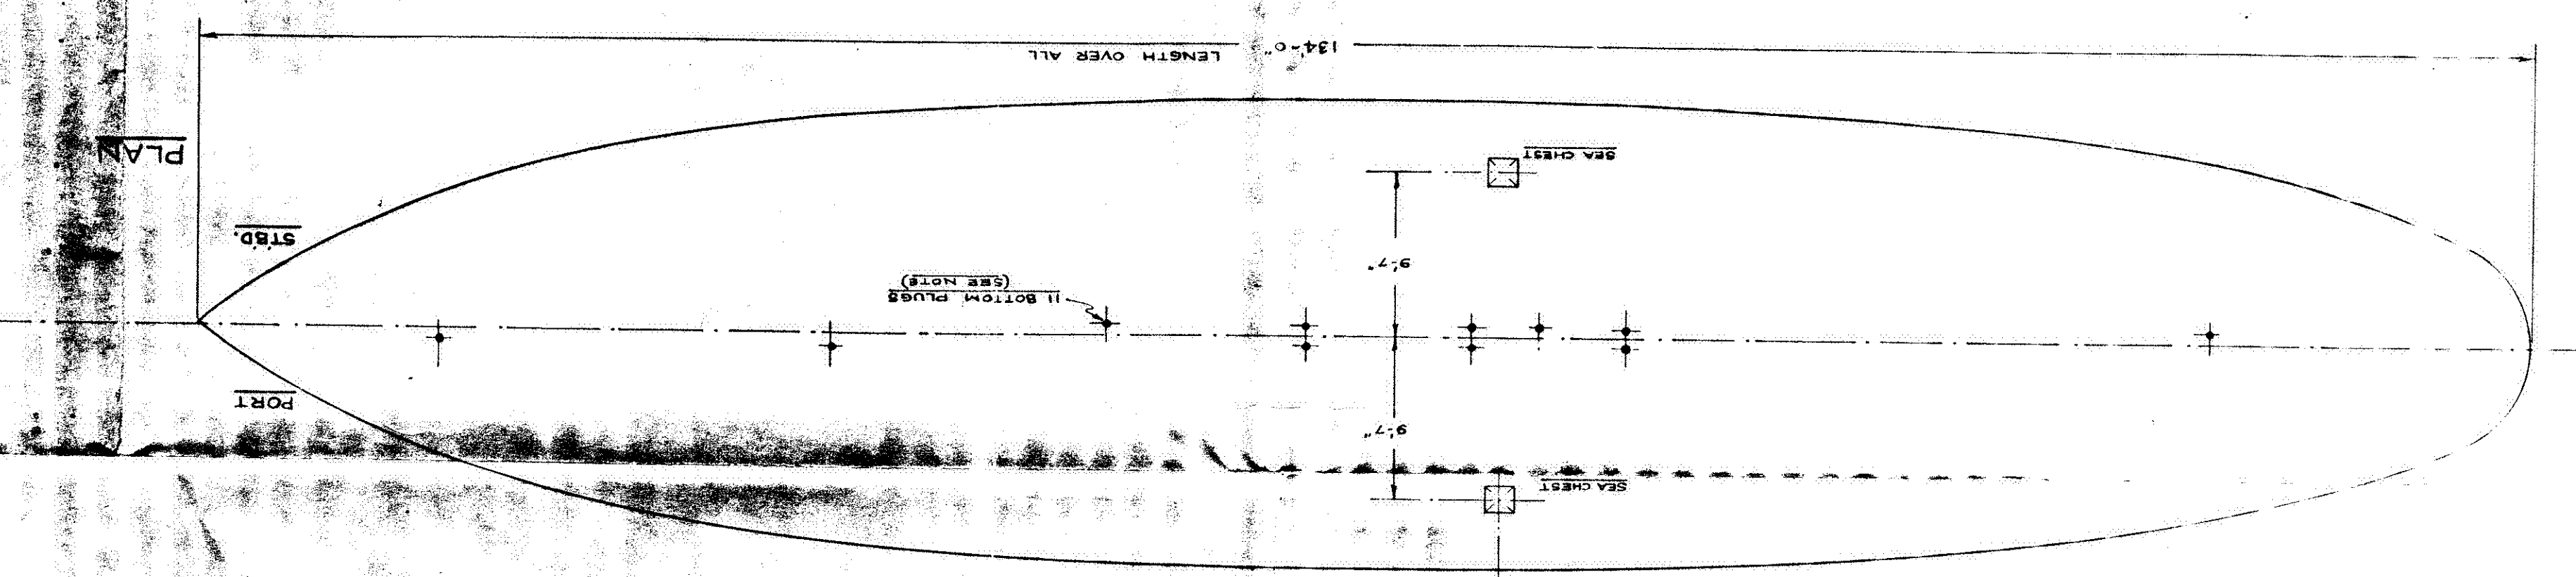 PLAN
PORT
STBD.
SEA CHEST
9'-7"
9'-7"
11 BOTTOM PLUGS
(SEE NOTE)
SEA CHEST
134'-0" LENGTH OVER ALL